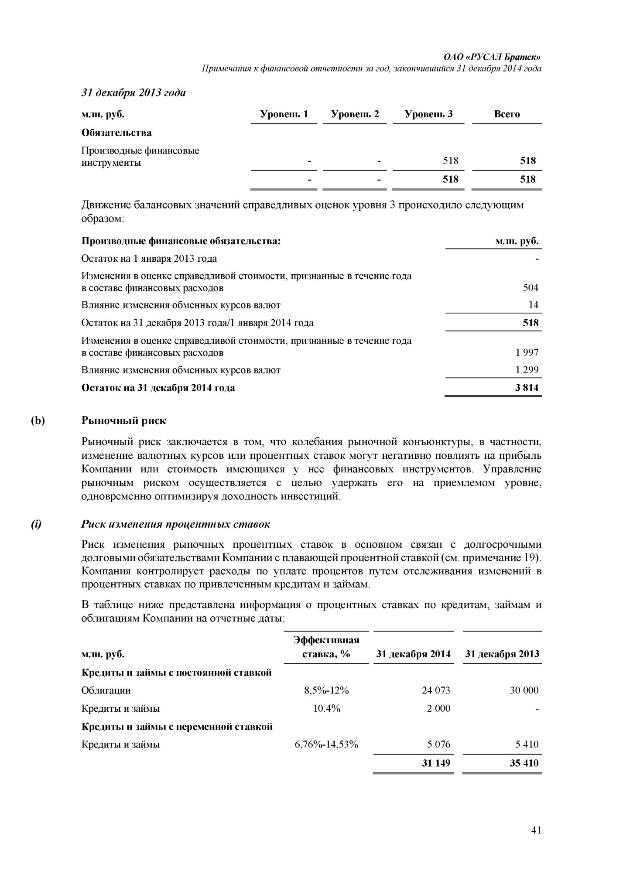 ОАО «РУСАЛ Братск»
Примечания к финансовой отчетности за год, закончившийся 31 декабря 2014 года
31 декабря 2013 года
млн. руб. Уровень 1 Уровень 2 Уровень 3 Всего
Обязательства
Производные финансовые
инструменты - - 518 518
- - 518 518
Движение балансовых значений справедливых оценок уровня 3 происходило следующим
образом:
Производные финансовые обязательства: млн. руб.
Остаток на 1 января 2013 года -
Изменения в оценке справедливой стоимости, признанные в течение года
в составе финансовых расходов 504
Влияние изменения обменных курсов валют 14
Остаток на 31 декабря 2013 года/1 января 2014 года 518
Изменения в оценке справедливой стоимости, признанные в течение года
в составе финансовых расходов 1 997
Влияние изменения обменных курсов валют 1 299
Остаток на 31 декабря 2014 года 3 814
(b) Рыночный риск
Рыночный риск заключается в том, что колебания рыночной конъюнктуры, в частности,
изменение валютных курсов или процентных ставок могут негативно повлиять на прибыль
Компании или стоимость имеющихся у нее финансовых инструментов. Управление
рыночным риском осуществляется с целью удержать его на приемлемом уровне,
одновременно оптимизируя доходность инвестиций.
(i) Риск изменения процентных ставок
Риск изменения рыночных процентных ставок в основном связан с долгосрочными
долговыми обязательствами Компании с плавающей процентной ставкой (см. примечание 19).
Компания контролирует расходы по уплате процентов путем отслеживания изменений в
процентных ставках по привлеченным кредитам и займам.
В таблице ниже представлена информация о процентных ставках по кредитам, займам и
облигациям Компании на отчетные даты:
Эффективная
млн. руб. ставка, % 31 декабря 2014 31 декабря 2013
Кредиты и займы с постоянной ставкой
Облигации 8,5%-12% 24 073 30 000
Кредиты и займы 10.4% 2 000 -
Кредиты и займы с переменной ставкой
Кредиты и займы 6,76%-14,53% 5 076 5 410
31 149 35 410
41